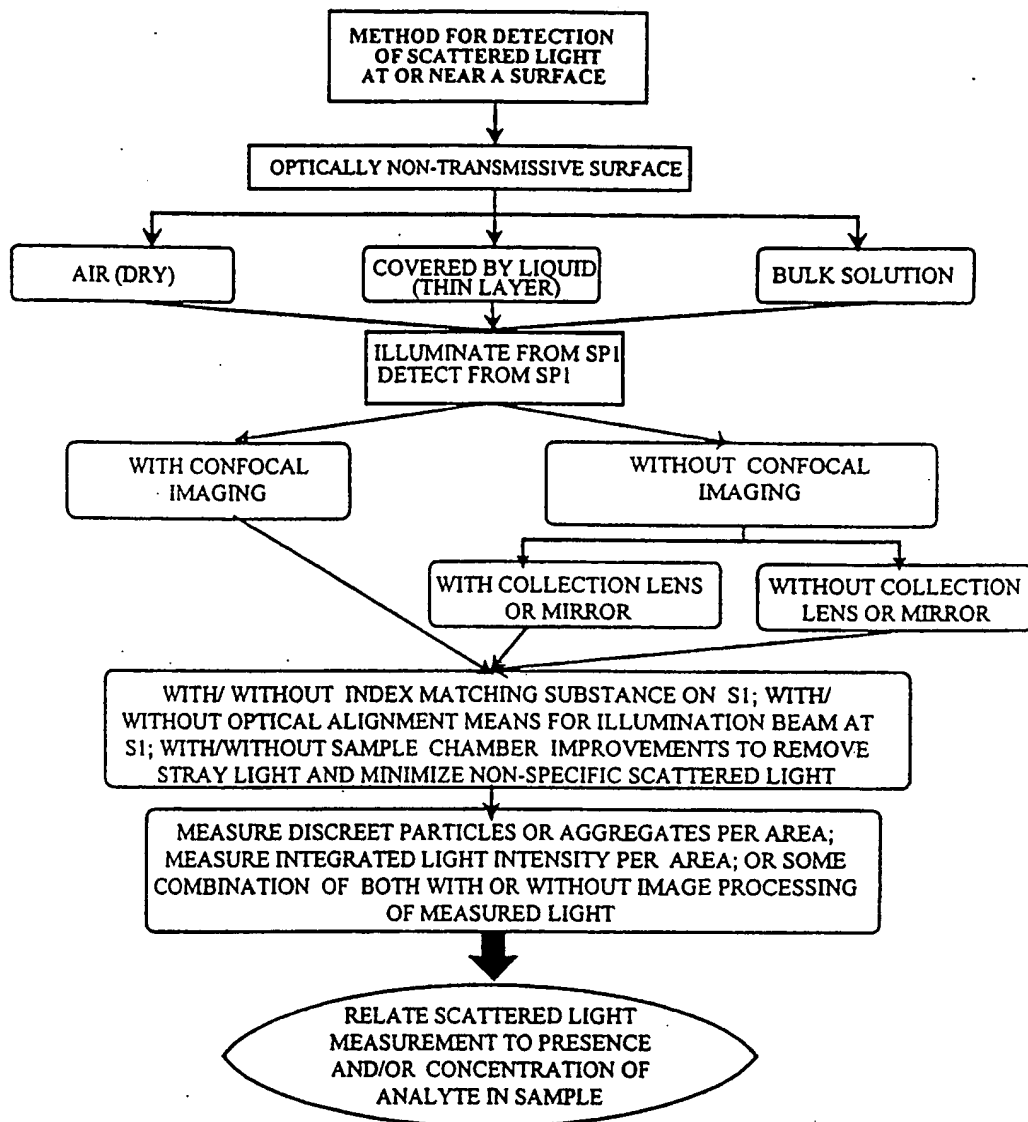 METHOD FOR DETECTION
OF SCATTERED LIGHT
AT OR NEAR A SURFACE
OPTICALLY NON-TRANSMISSIVE SURFACE
AIR (DRY)
COVERED BY LIQUID
(THIN LAYER)
BULK SOLUTION
ILLUMINATE FROM SP1
DETECT FROM SP1
WITH CONFOCAL
IMAGING
WITHOUT CONFOCAL
IMAGING
WITH COLLECTION LENS
OR MIRROR
WITHOUT COLLECTION
LENS OR MIRROR
WITH/ WITHOUT INDEX MATCHING SUBSTANCE ON S1; WITH/
WITHOUT OPTICAL ALIGNMENT MEANS FOR ILLUMINATION BEAM AT
S1; WITH/WITHOUT SAMPLE CHAMBER IMPROVEMENTS TO REMOVE
STRAY LIGHT AND MINIMIZE NON-SPECIFIC SCATTERED LIGHT
MEASURE DISCREET PARTICLES OR AGGREGATES PER AREA;
MEASURE INTEGRATED LIGHT INTENSITY PER AREA; OR SOME
COMBINATION OF BOTH WITH OR WITHOUT IMAGE PROCESSING
OF MEASURED LIGHT
RELATE SCATTERED LIGHT
MEASUREMENT TO PRESENCE
AND/OR CONCENTRATION OF
ANALYTE IN SAMPLE